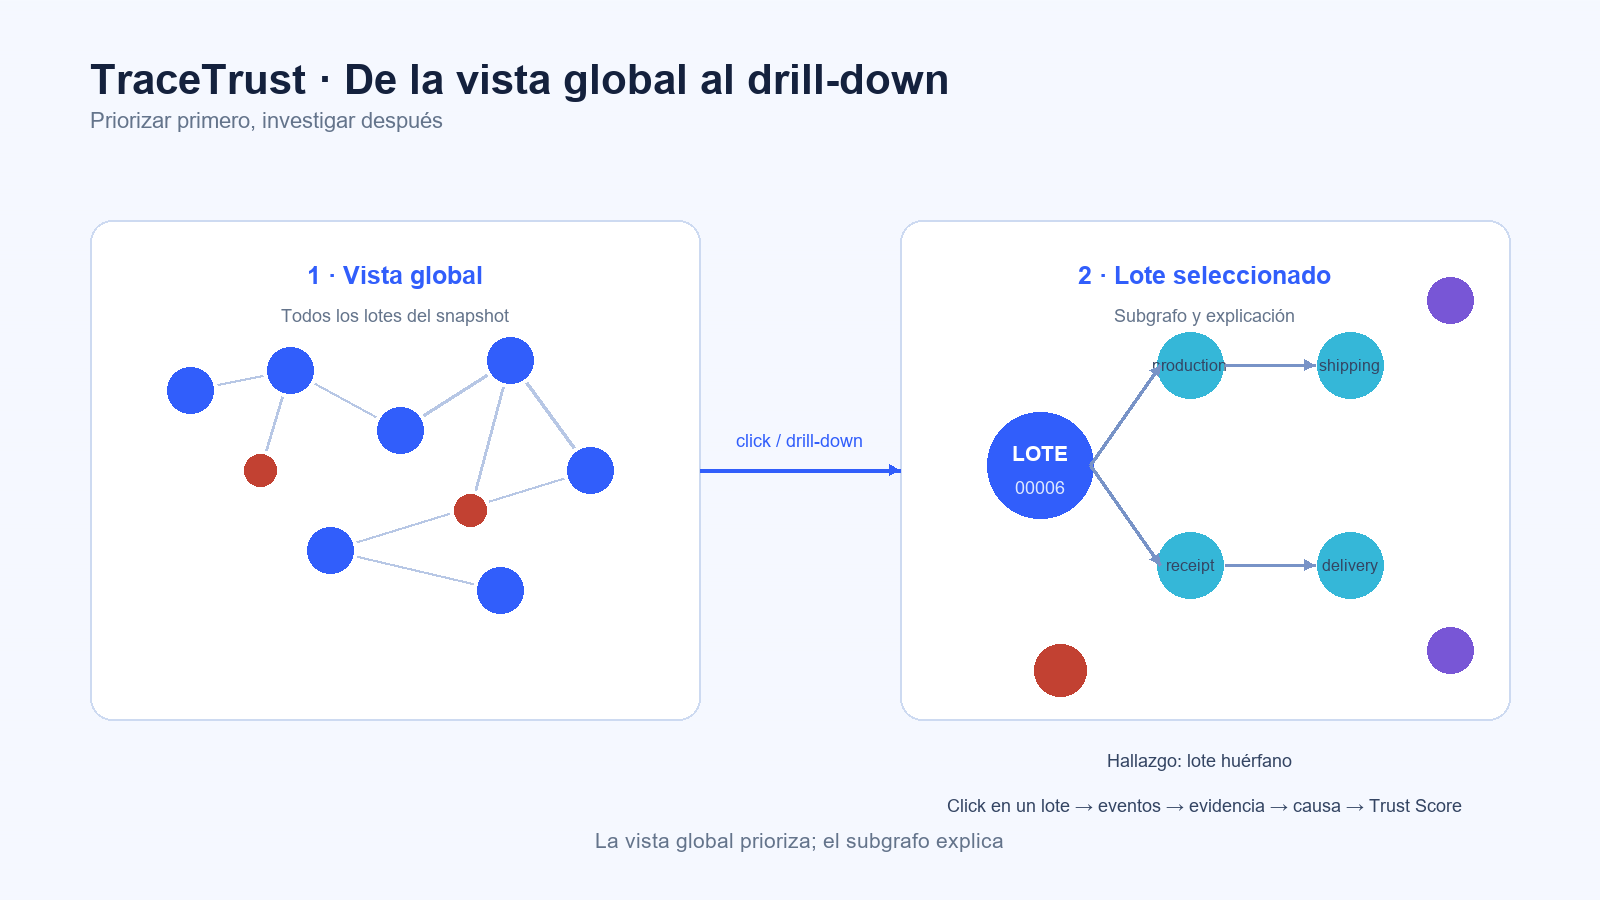 TraceTrust · De la vista global al drill-down
Priorizar primero, investigar después
1 · Vista global
Todos los lotes del snapshot
click / drill-down
2 · Lote seleccionado
Subgrafo y explicación
production
shipping
LOTE
00006
receipt
delivery
Hallazgo: lote huérfano
Click en un lote → eventos → evidencia → causa → Trust Score
La vista global prioriza; el subgrafo explica